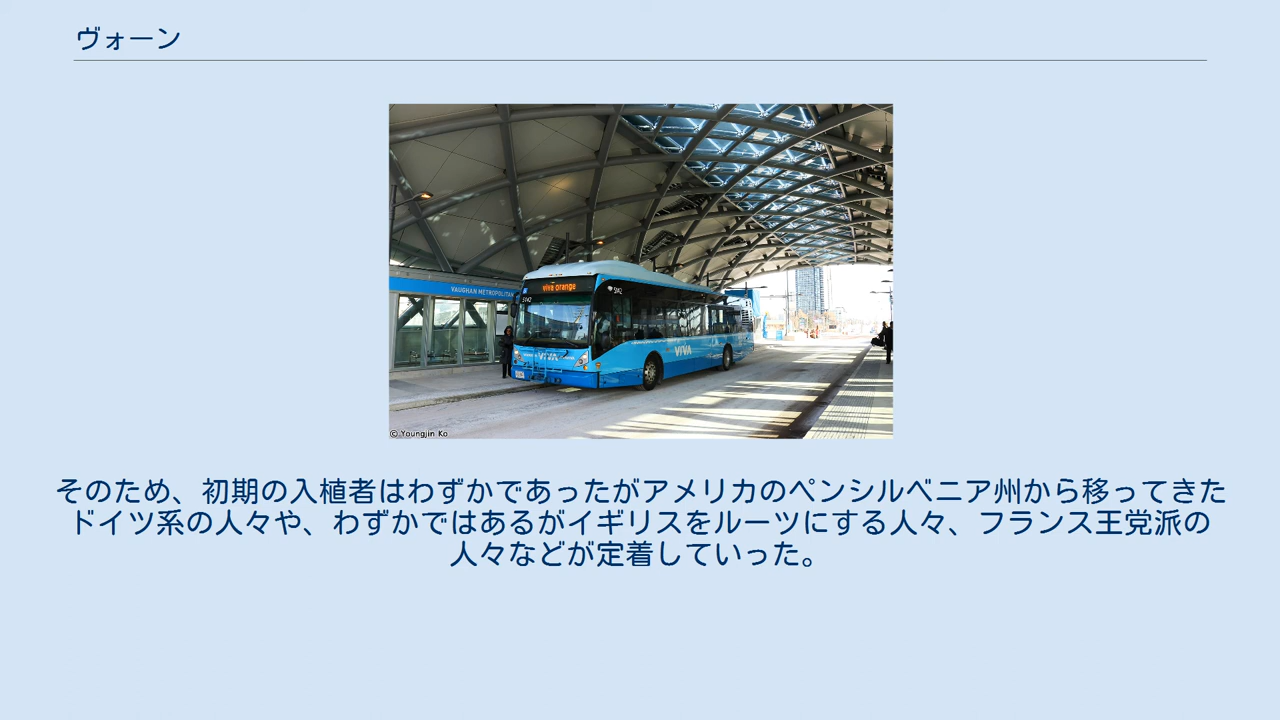 ヴォーン
VAUGHAN METROPOLITAN
viva orange
5142
5142
VIVA
VIVA
© Youngjin Ko
そのため、初期の入植者はわずかであったがアメリカのペンシルベニア州から移ってきた
ドイツ系の人々や、わずかではあるがイギリスをルーツにする人々、フランス王党派の
人々などが定着していった。